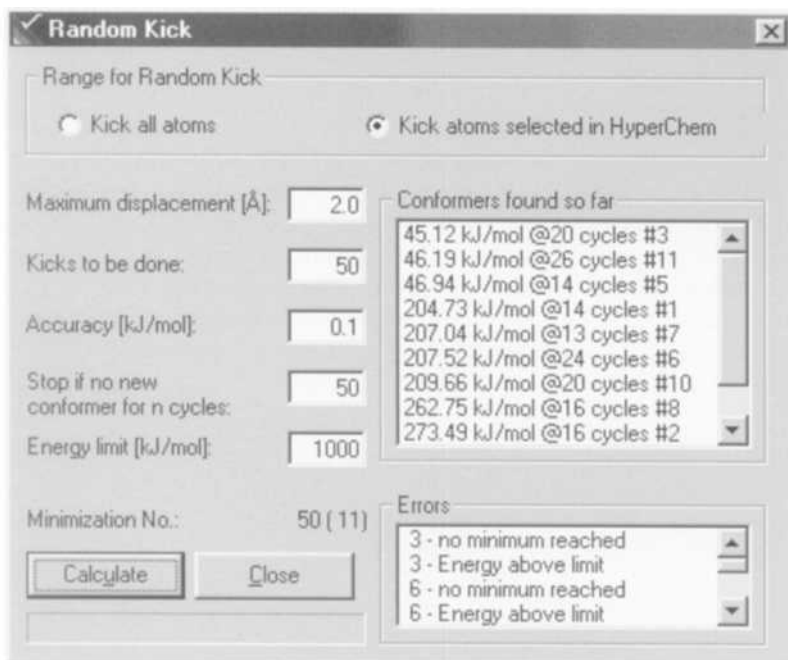 Random Kick
Range for Random Kick
Kick all atoms
Kick atoms selected in HyperChem
Maximum displacement [Å]: 2.0
Kicks to be done: 50
Accuracy [kJ/mol]: 0.1
Stop if no new
conformer for n cycles: 50
Energy limit [kJ/mol]: 1000
Minimization No.: 50 ( 11)
Calculate
Close
Conformers found so far
45.12 kJ/mol @20 cycles #3
46.19 kJ/mol @26 cycles #11
46.94 kJ/mol @14 cycles #5
204.73 kJ/mol @14 cycles #1
207.04 kJ/mol @13 cycles #7
207.52 kJ/mol @24 cycles #6
209.66 kJ/mol @20 cycles #10
262.75 kJ/mol @16 cycles #8
273.49 kJ/mol @16 cycles #2
Errors
3 - no minimum reached
3 - Energy above limit
6 - no minimum reached
6 - Energy above limit